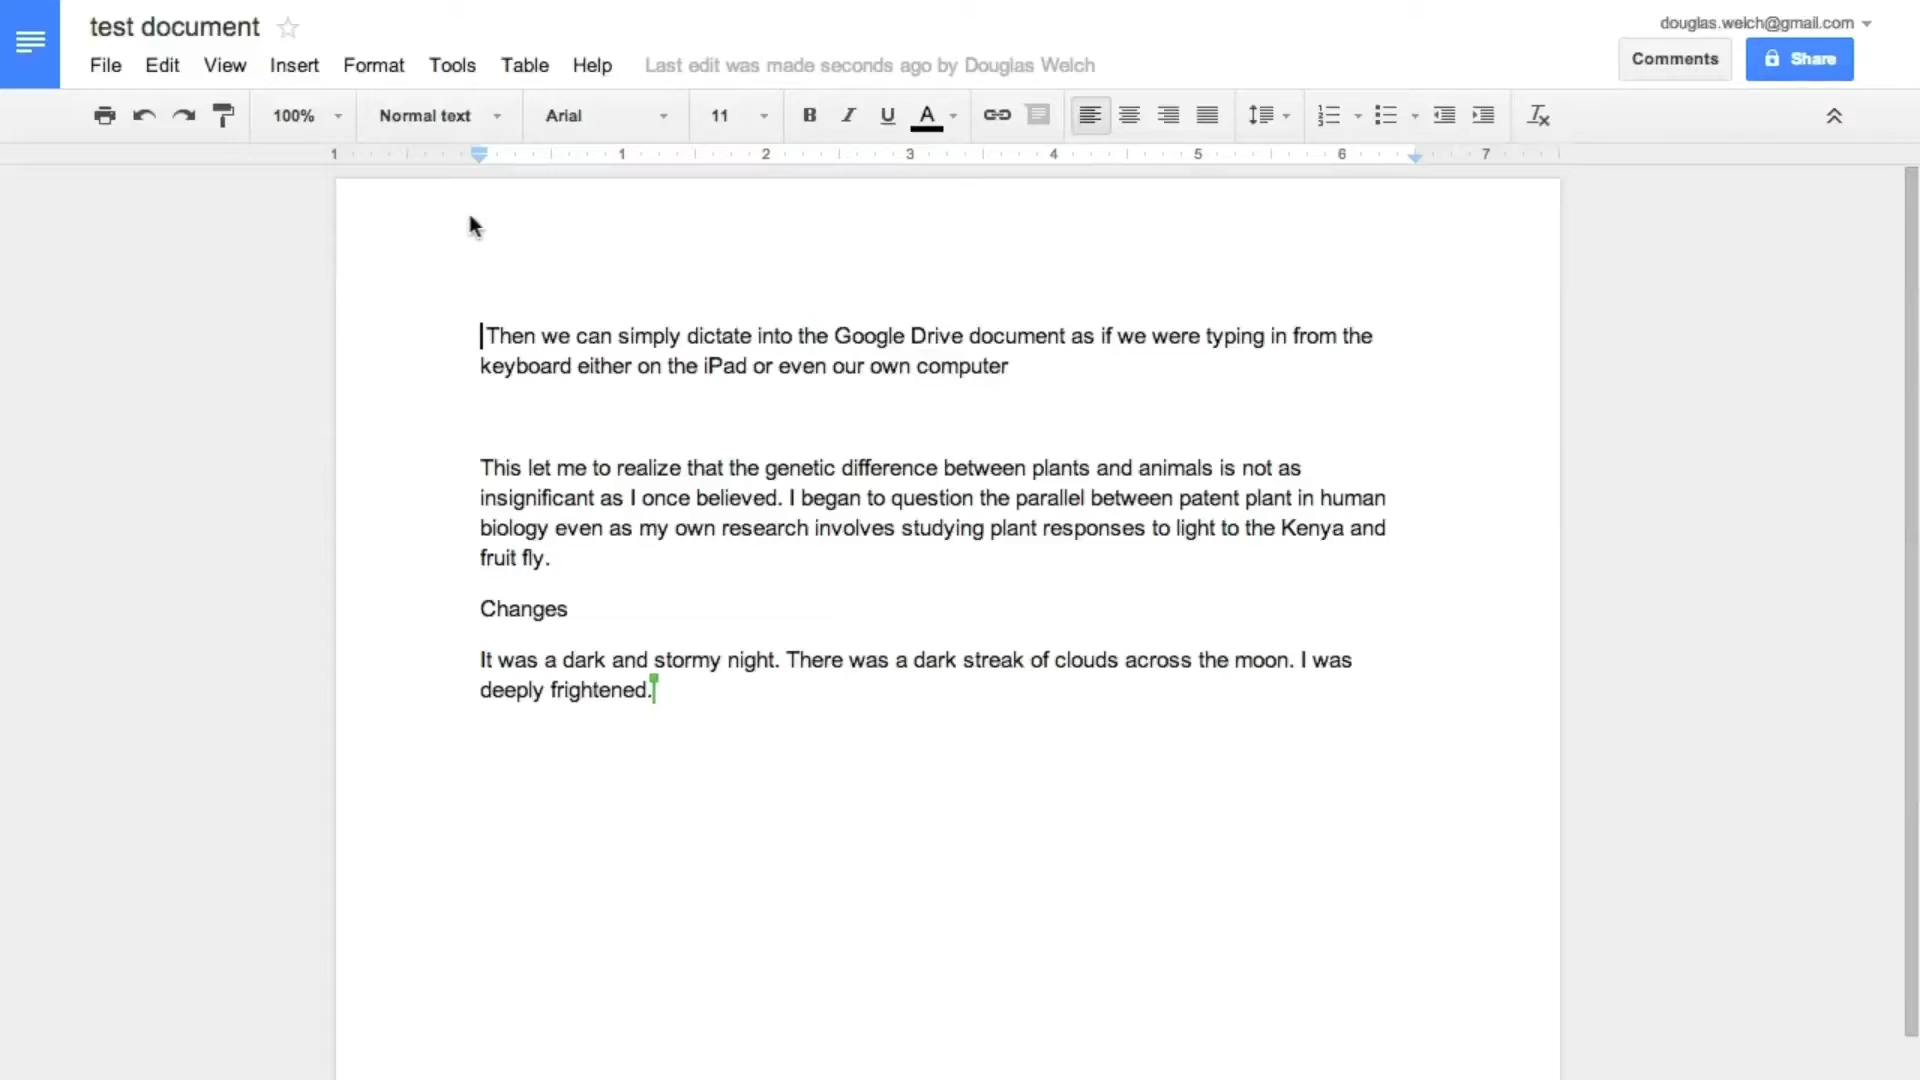 test document
douglas.welch@gmail.com
File Edit View Insert Format Tools Table Help Last edit was made seconds ago by Douglas Welch
Comments Share
100% Normal text Arial 11 B I U A
1 1 2 3 4 5 6 7
Then we can simply dictate into the Google Drive document as if we were typing in from the
keyboard either on the iPad or even our own computer
This let me to realize that the genetic difference between plants and animals is not as
insignificant as I once believed. I began to question the parallel between patent plant in human
biology even as my own research involves studying plant responses to light to the Kenya and
fruit fly.
Changes
It was a dark and stormy night. There was a dark streak of clouds across the moon. I was
deeply frightened.